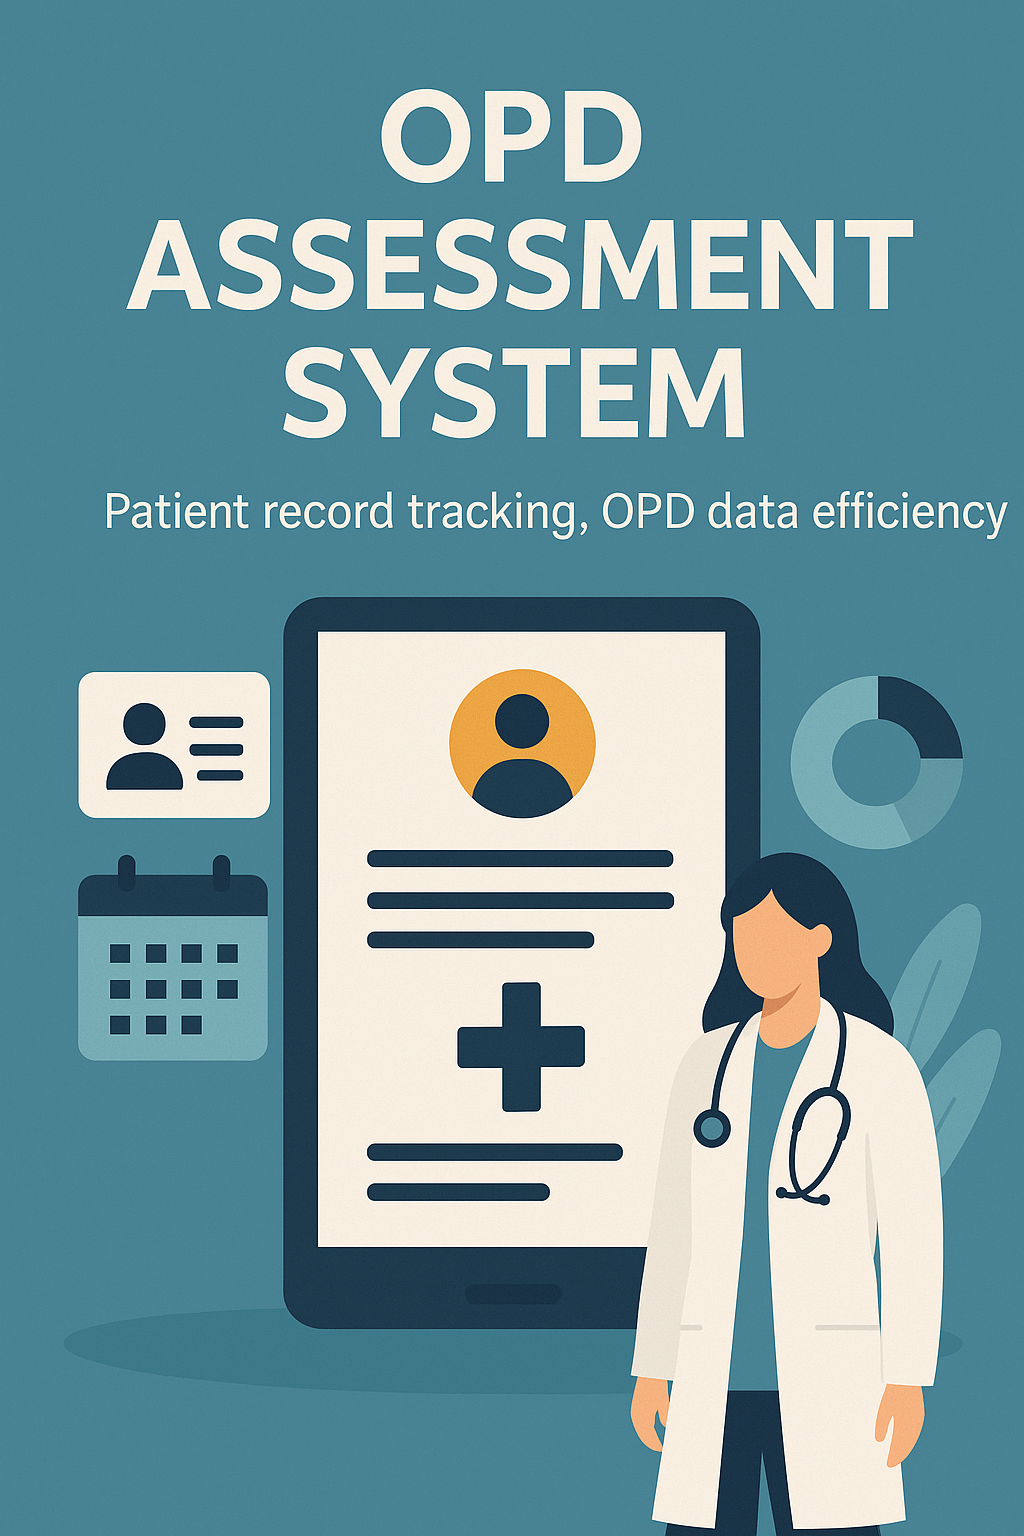 OPD
ASSESSMENT
SYSTEM
Patient record tracking, OPD data efficiency